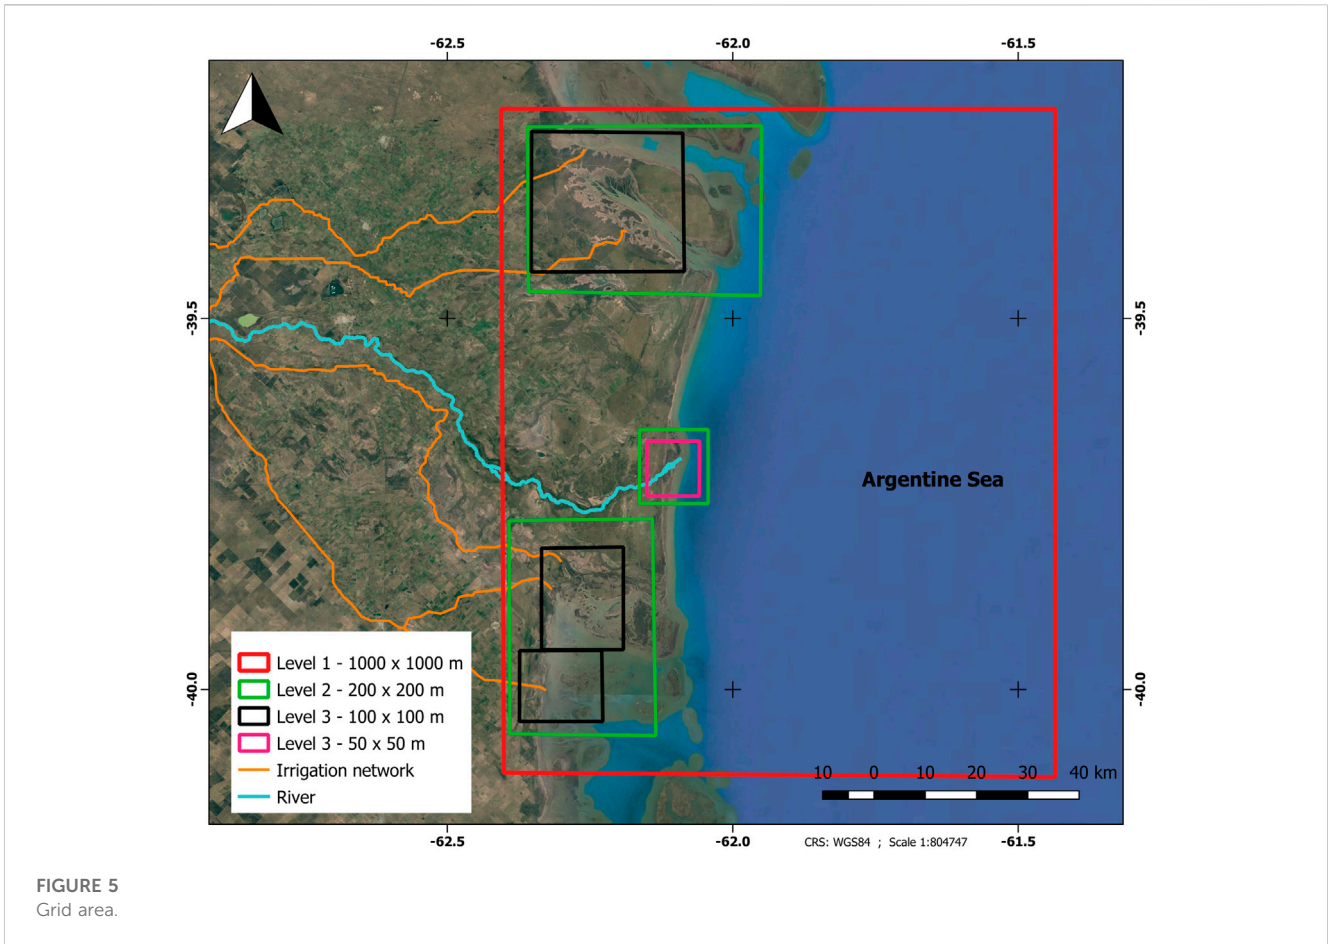 -62.5 -62.0 -61.5
-39.5 -39.5
Argentine Sea
-40.0 -40.0
Level 1 - 1000 x 1000 m
Level 2 - 200 x 200 m
Level 3 - 100 x 100 m
Level 3 - 50 x 50 m
Irrigation network
River
10 0 10 20 30 40 km
-62.5 -62.0 -61.5
CRS: WGS84 ; Scale 1:804747
FIGURE 5
Grid area.